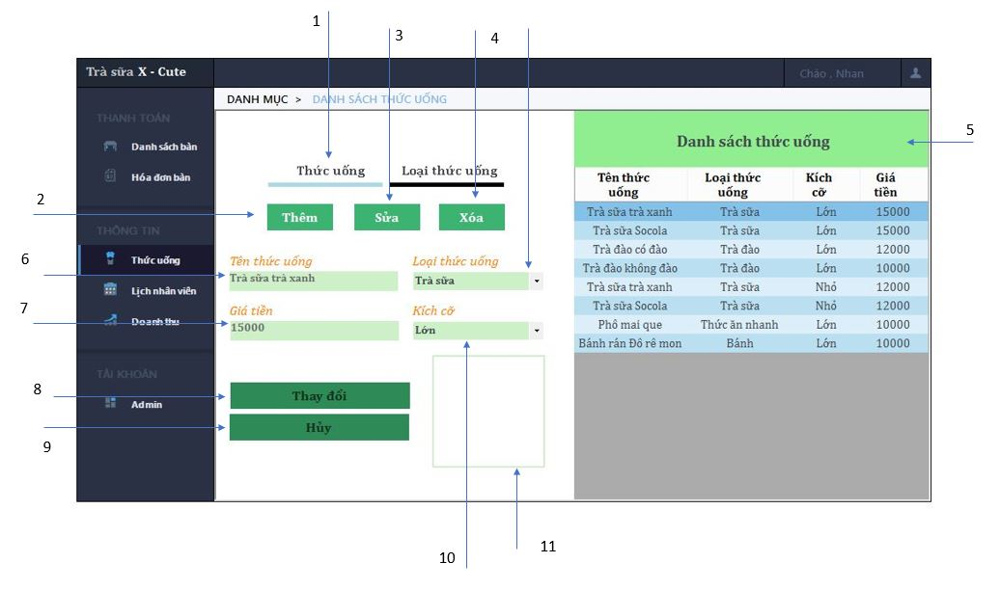 1
3
4
Trà sữa X - Cute
Chào , Nhan
DANH MỤC > DANH SÁCH THỨC UỐNG
THANH TOÁN
Danh sách bàn
Hóa đơn bàn
THÔNG TIN
Thức uống
Lịch nhân viên
Doanh thu
TÀI KHOẢN
Admin
Thức uống
Loại thức uống
2
Thêm
Sửa
Xóa
6
Tên thức uống
Trà sữa trà xanh
Loại thức uống
Trà sữa
7
Giá tiền
15000
Kích cỡ
Lớn
8
Thay đổi
Hủy
9
10
11
5
Danh sách thức uống
Tên thức uống Loại thức uống Kích cỡ Giá tiền
Trà sữa trà xanh Trà sữa Lớn 15000
Trà sữa Socola Trà sữa Lớn 15000
Trà đào có đào Trà đào Lớn 12000
Trà đào không đào Trà đào Lớn 10000
Trà sữa trà xanh Trà sữa Nhỏ 12000
Trà sữa Socola Trà sữa Nhỏ 12000
Phô mai que Thức ăn nhanh Lớn 10000
Bánh rán Đô rê mon Bánh Lớn 10000